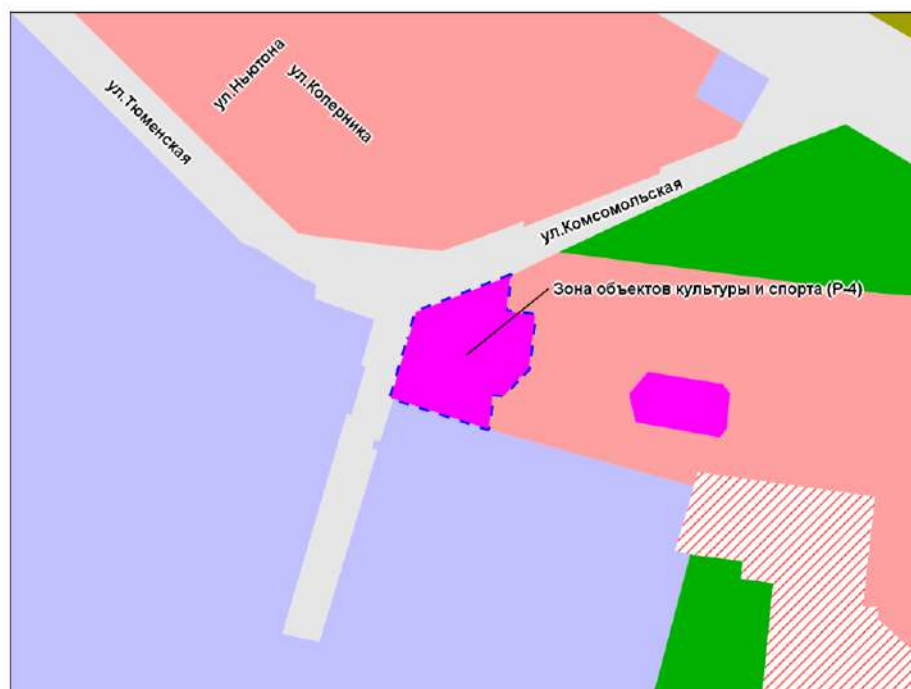 ул.Ньютона
ул.Коперника
ул.Тюменская
ул.Комсомольская
Зона объектов культуры и спорта (Р-4)